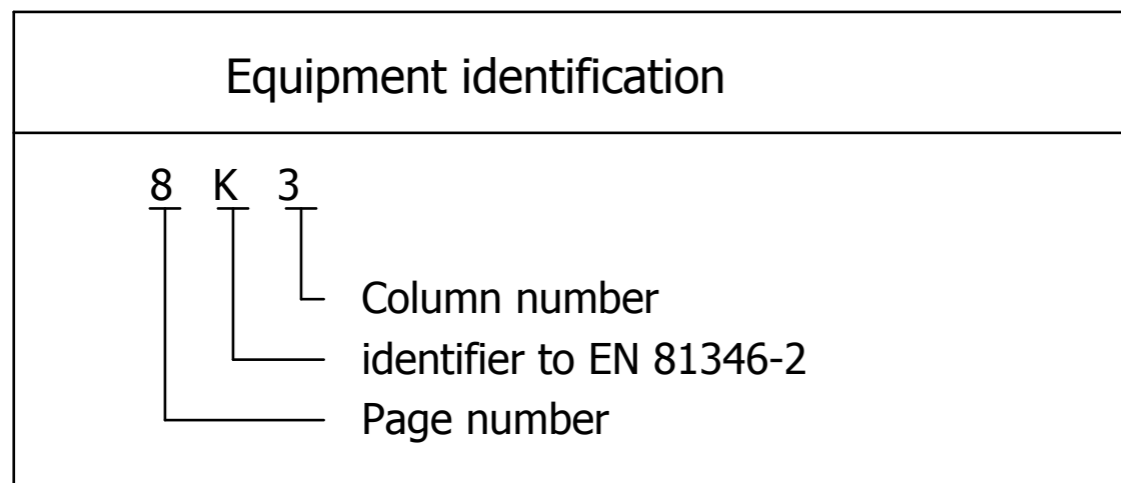 Equipment identification
8 K 3
Column number
identifier to EN 81346-2
Page number